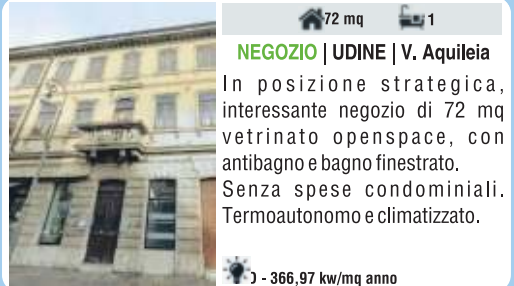 72 mq 1
NEGOZIO | UDINE | V. Aquileia
In posizione strategica,
interessante negozio di 72 mq
vetrinato openspace, con
antibagno e bagno finestrato.
Senza spese condominiali.
Termoautonomo e climatizzato.
- 366,97 kw/mq anno